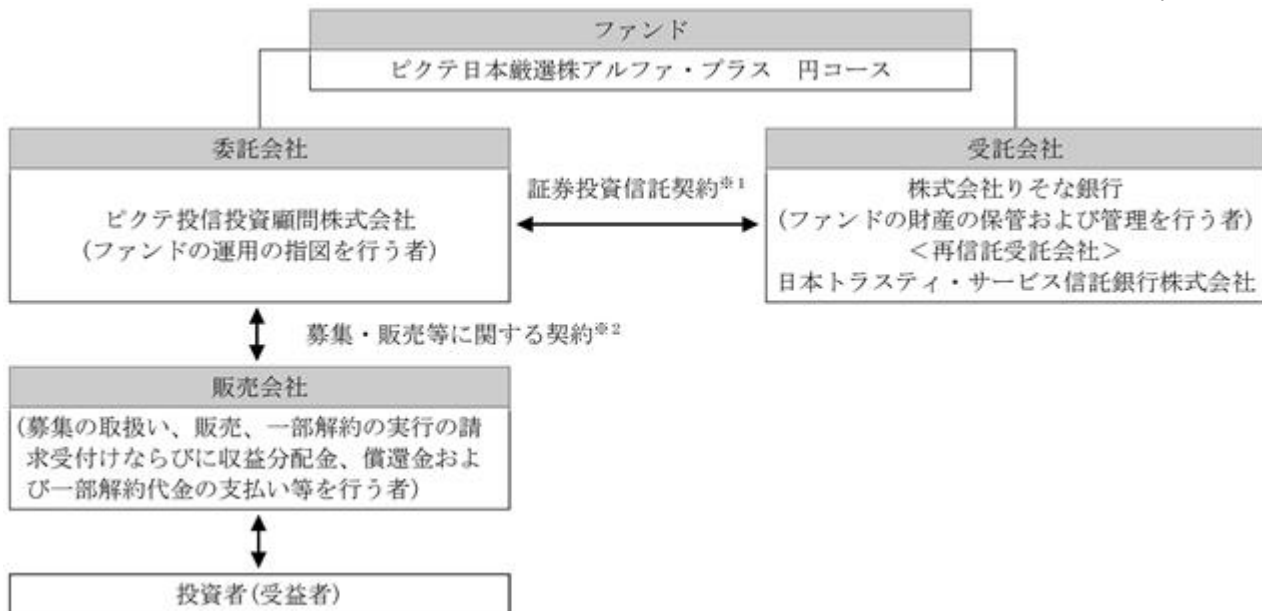 ファンド
ピクテ日本厳選株アルファ・プラス　円コース
委託会社
ピクテ投信投資顧問株式会社
(ファンドの運用の指図を行う者)
証券投資信託契約※1
受託会社
株式会社りそな銀行
(ファンドの財産の保管および管理を行う者)
＜再信託受託会社＞
日本トラスティ・サービス信託銀行株式会社
募集・販売等に関する契約※2
販売会社
(募集の取扱い、販売、一部解約の実行の請
求受付けならびに収益分配金、償還金およ
び一部解約代金の支払い等を行う者)
投資者(受益者)